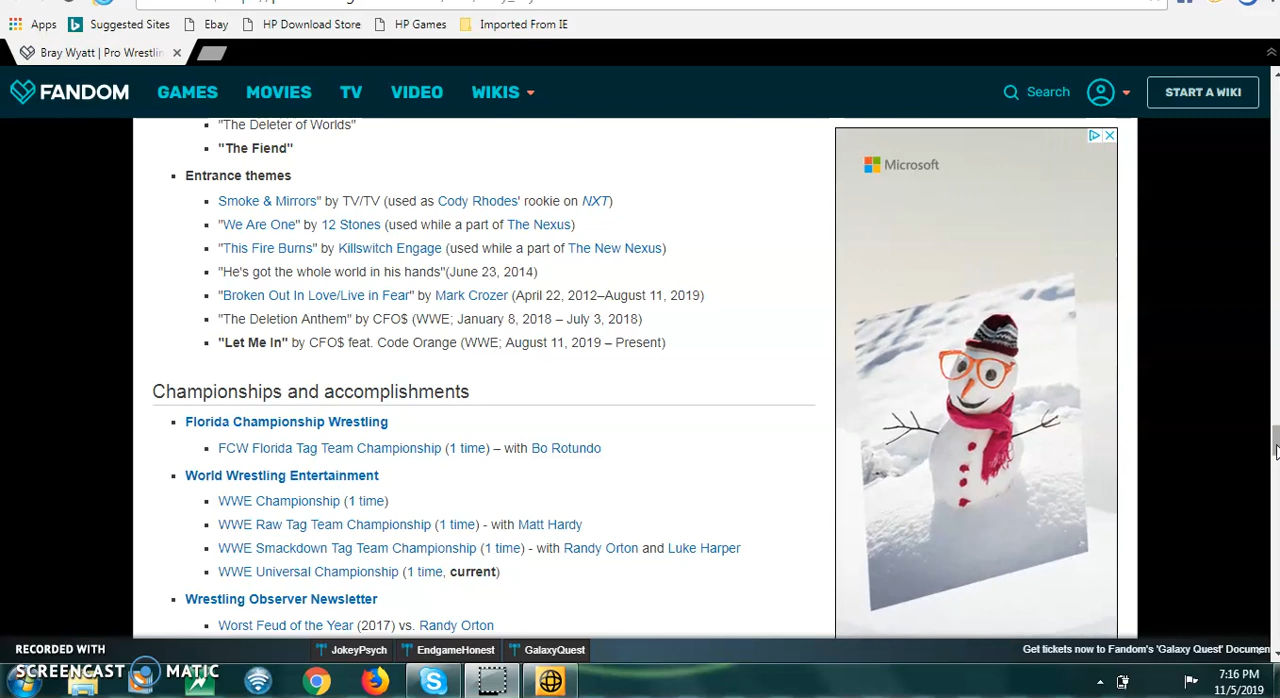 Apps Suggested Sites Ebay HP Download Store HP Games Imported From IE
Bray Wyatt | Pro Wrestlin
FANDOM GAMES MOVIES TV VIDEO WIKIS Search START A WIKI
"The Deleter of Worlds"
"The Fiend"
Entrance themes
Smoke & Mirrors" by TV/TV (used as Cody Rhodes' rookie on NXT)
"We Are One" by 12 Stones (used while a part of The Nexus)
"This Fire Burns" by Killswitch Engage (used while a part of The New Nexus)
"He's got the whole world in his hands"(June 23, 2014)
"Broken Out In Love/Live in Fear" by Mark Crozer (April 22, 2012–August 11, 2019)
"The Deletion Anthem" by CFO$ (WWE; January 8, 2018 – July 3, 2018)
"Let Me In" by CFO$ feat. Code Orange (WWE; August 11, 2019 – Present)
Championships and accomplishments
Florida Championship Wrestling
FCW Florida Tag Team Championship (1 time) – with Bo Rotundo
World Wrestling Entertainment
WWE Championship (1 time)
WWE Raw Tag Team Championship (1 time) - with Matt Hardy
WWE Smackdown Tag Team Championship (1 time) - with Randy Orton and Luke Harper
WWE Universal Championship (1 time, current)
Wrestling Observer Newsletter
Worst Feud of the Year (2017) vs. Randy Orton
Microsoft
JokeyPsych EndgameHonest GalaxyQuest Get tickets now to Fandom's 'Galaxy Quest' Documen
RECORDED WITH
SCREENCAST MATIC
7:16 PM
11/5/2019